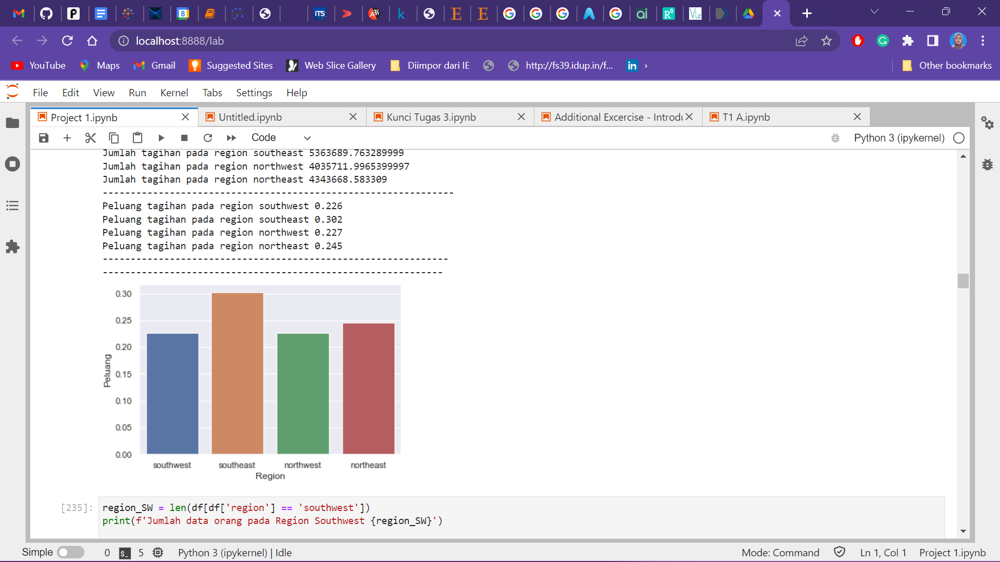 localhost:8888/lab
YouTube Maps Gmail Suggested Sites Web Slice Gallery Diimpor dari IE http://fs39.idup.in/f... Other bookmarks
File Edit View Run Kernel Tabs Settings Help
Project 1.ipynb Untitled.ipynb Kunci Tugas 3.ipynb Additional Excercise - Introdu T1 A.ipynb
Code Python 3 (ipykernel)
Jumlah tagihan pada region southeast 5363689.763289999
Jumlah tagihan pada region northwest 4035711.9965399997
Jumlah tagihan pada region northeast 4343668.583309
---------------------------------------------------------------
Peluang tagihan pada region southwest 0.226
Peluang tagihan pada region southeast 0.302
Peluang tagihan pada region northwest 0.227
Peluang tagihan pada region northeast 0.245
--------------------------------------------------------------
-------------------------------------------------------------
0.30
0.25
0.20
0.15
0.10
0.05
0.00
Peluang
southwest southeast northwest northeast
Region
[235]: region_SW = len(df[df['region'] == 'southwest'])
print(f'Jumlah data orang pada Region Southwest {region_SW}')
Simple 0 $_ 5 Python 3 (ipykernel) | Idle Mode: Command Ln 1, Col 1 Project 1.ipynb